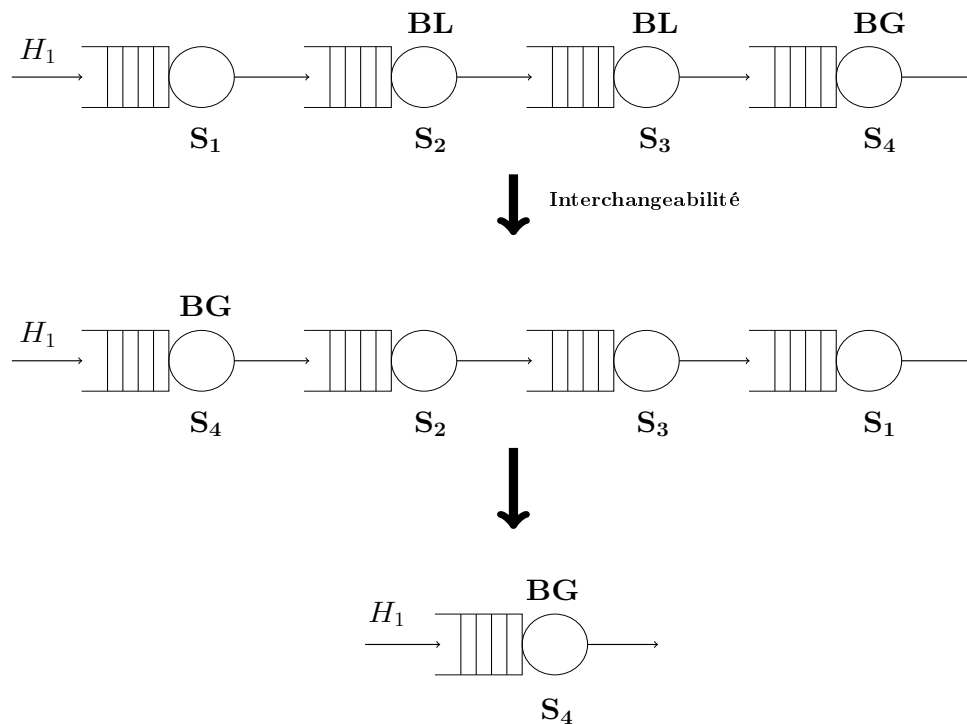 BL BL BG
H₁
S₁ S₂ S₃ S₄
Interchangeabilité
BG
H₁
S₄ S₂ S₃ S₁
BG
H₁
S₄